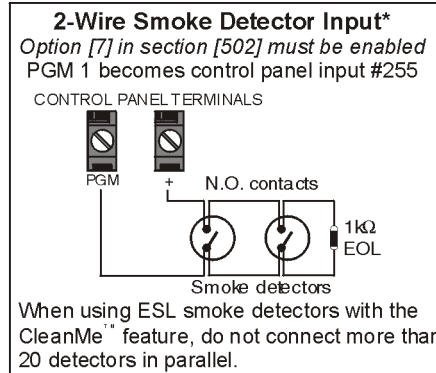 2-Wire Smoke Detector Input*
Option [7] in section [502] must be enabled
PGM 1 becomes control panel input #255
CONTROL PANEL TERMINALS
PGM
+
N.O. contacts
1kΩ
EOL
Smoke detectors
When using ESL smoke detectors with the
CleanMe™ feature, do not connect more than
20 detectors in parallel.